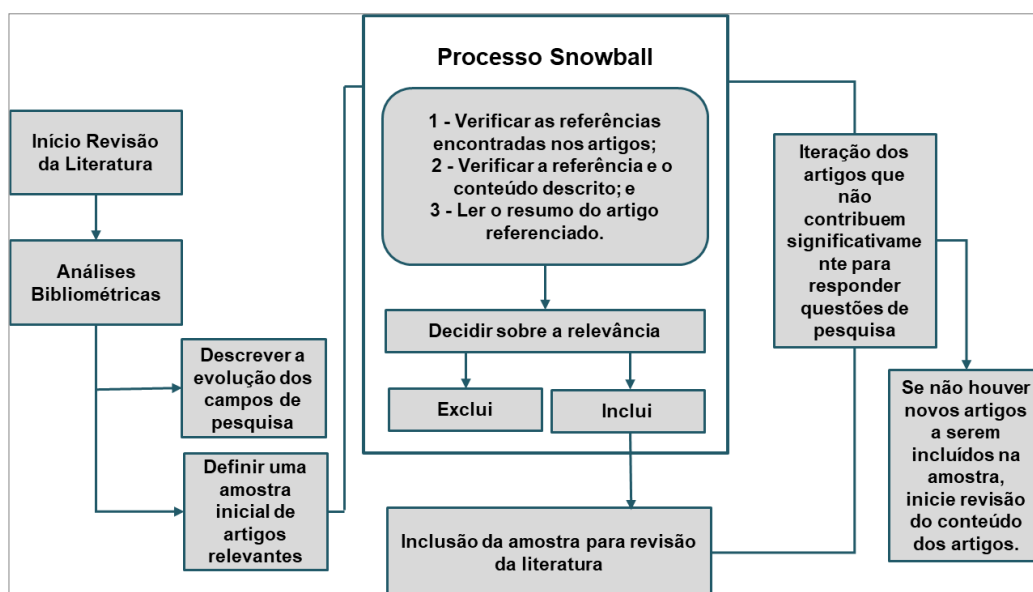 Início Revisão
da Literatura
Análises
Bibliométricas
Descrever a
evolução dos
campos de
pesquisa
Definir uma
amostra
inicial de
artigos
relevantes
Processo Snowball
1 - Verificar as referências
encontradas nos artigos;
2 - Verificar a referência e o
conteúdo descrito; e
3 - Ler o resumo do artigo
referenciado.
Decidir sobre a relevância
Exclui
Inclui
Inclusão da amostra para revisão
da literatura
Iteração dos
artigos que
não
contribuem
significativame
nte para
responder
questões de
pesquisa
Se não houver
novos artigos
a serem
incluídos na
amostra,
inicie revisão
do conteúdo
dos artigos.